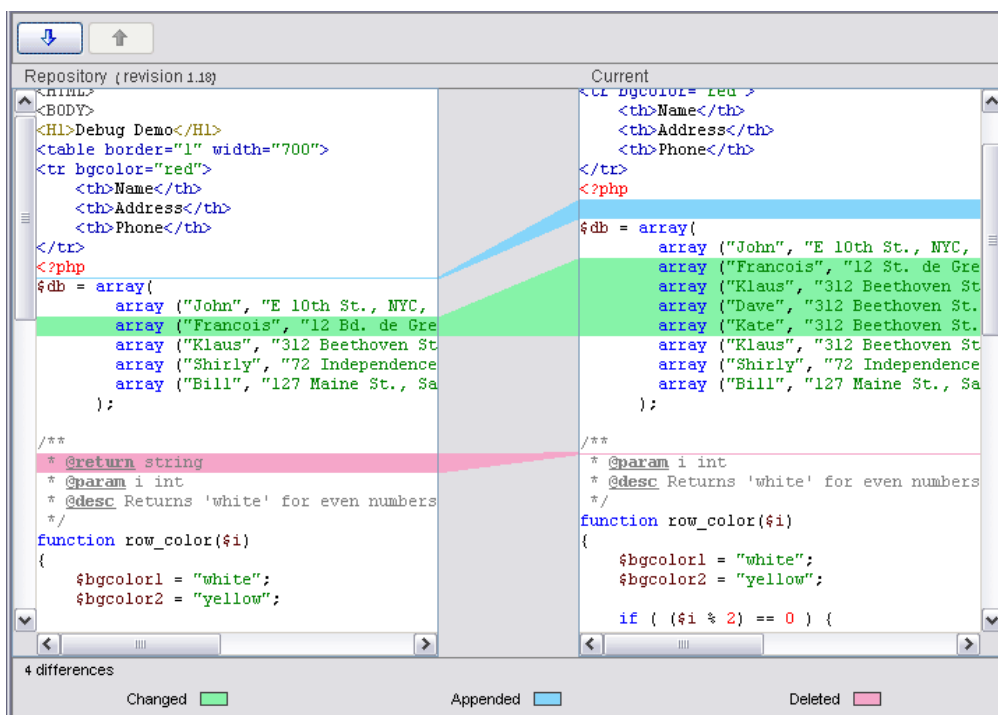 Repository ( revision 1.18)
<HTML>
<BODY>
<H1>Debug Demo</H1>
<table border="1" width="700">
<tr bgcolor="red">
<th>Name</th>
<th>Address</th>
<th>Phone</th>
</tr>
<?php
$db = array(
array ("John", "E 10th St., NYC,
array ("Francois", "12 Bd. de Gre
array ("Klaus", "312 Beethoven St
array ("Shirly", "72 Independence
array ("Bill", "127 Maine St., Sa
);
/**
* @return string
* @param i int
* @desc Returns 'white' for even numbers
*/
function row_color($i)
{
$bgcolor1 = "white";
$bgcolor2 = "yellow";
Current
<tr bgcolor="red">
<th>Name</th>
<th>Address</th>
<th>Phone</th>
</tr>
<?php
$db = array(
array ("John", "E 10th St., NYC,
array ("Francois", "12 St. de Gre
array ("Klaus", "312 Beethoven St
array ("Dave", "312 Beethoven St.
array ("Kate", "312 Beethoven St.
array ("Klaus", "312 Beethoven St
array ("Shirly", "72 Independence
array ("Bill", "127 Maine St., Sa
);
/**
* @param i int
* @desc Returns 'white' for even numbers
*/
function row_color($i)
{
$bgcolor1 = "white";
$bgcolor2 = "yellow";
if ( ($i % 2) == 0 ) {
4 differences
Changed
Appended
Deleted